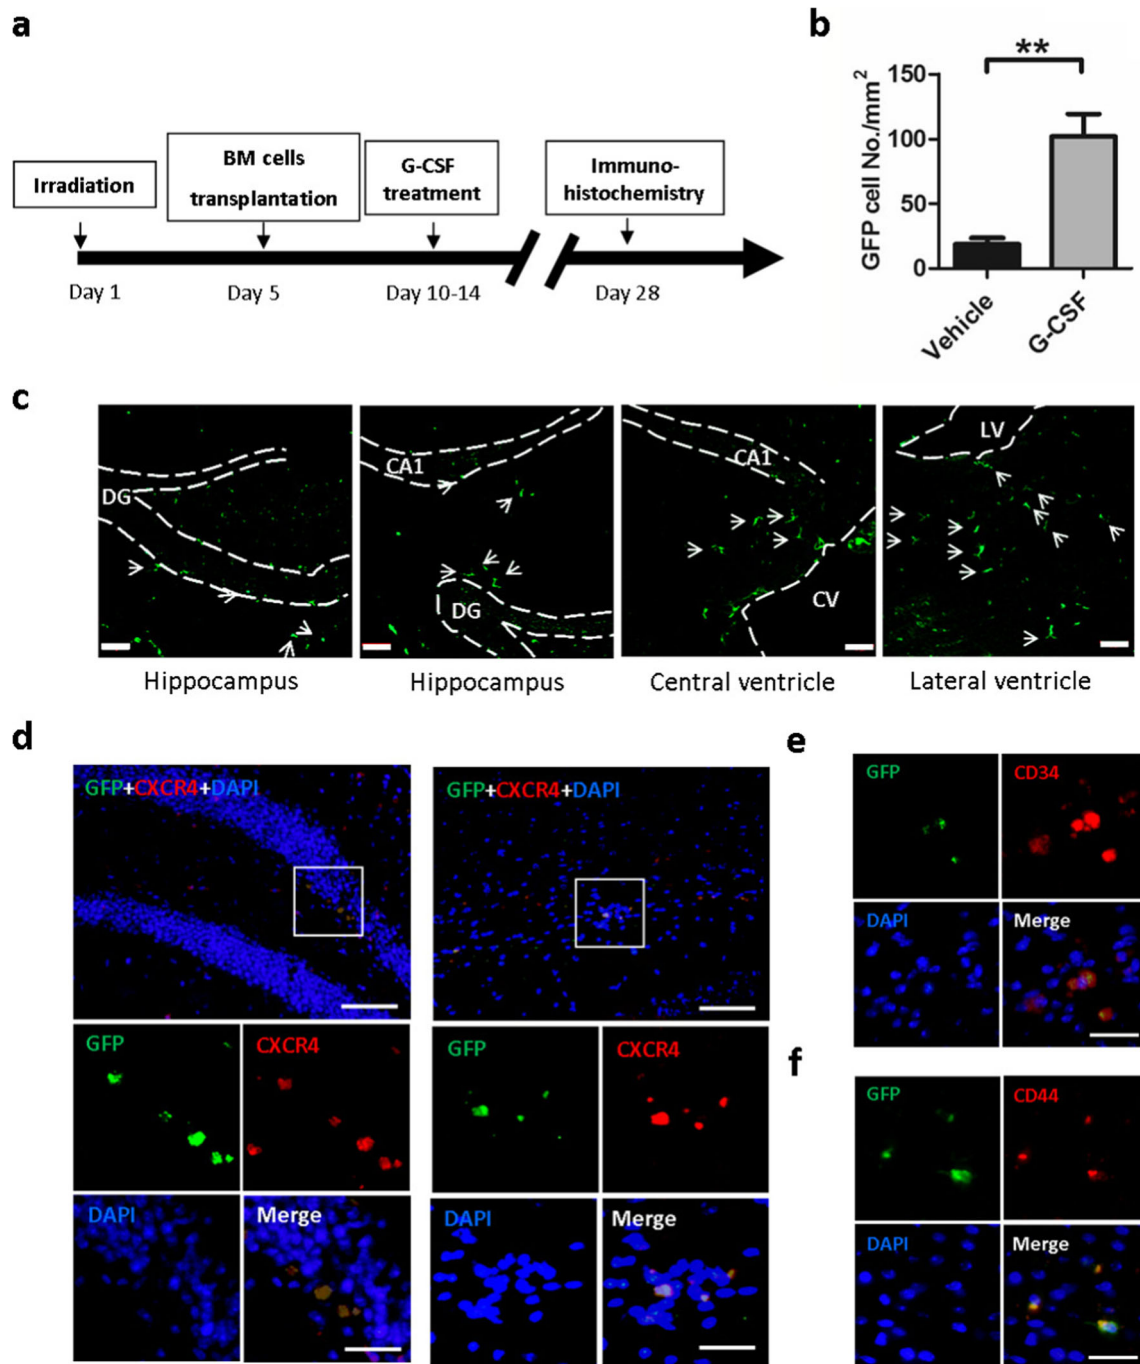 a
Irradiation
BM cells
transplantation
G-CSF
treatment
Immuno-
histochemistry
Day 1
Day 5
Day 10-14
Day 28
b
**
GFP cell No./mm²
150
100
50
0
Vehicle
G-CSF
c
DG
CA1
DG
CA1
CV
LV
Hippocampus
Hippocampus
Central ventricle
Lateral ventricle
d
GFP+CXCR4+DAPI
GFP+CXCR4+DAPI
GFP
CXCR4
GFP
CXCR4
DAPI
Merge
DAPI
Merge
e
GFP
CD34
DAPI
Merge
f
GFP
CD44
DAPI
Merge